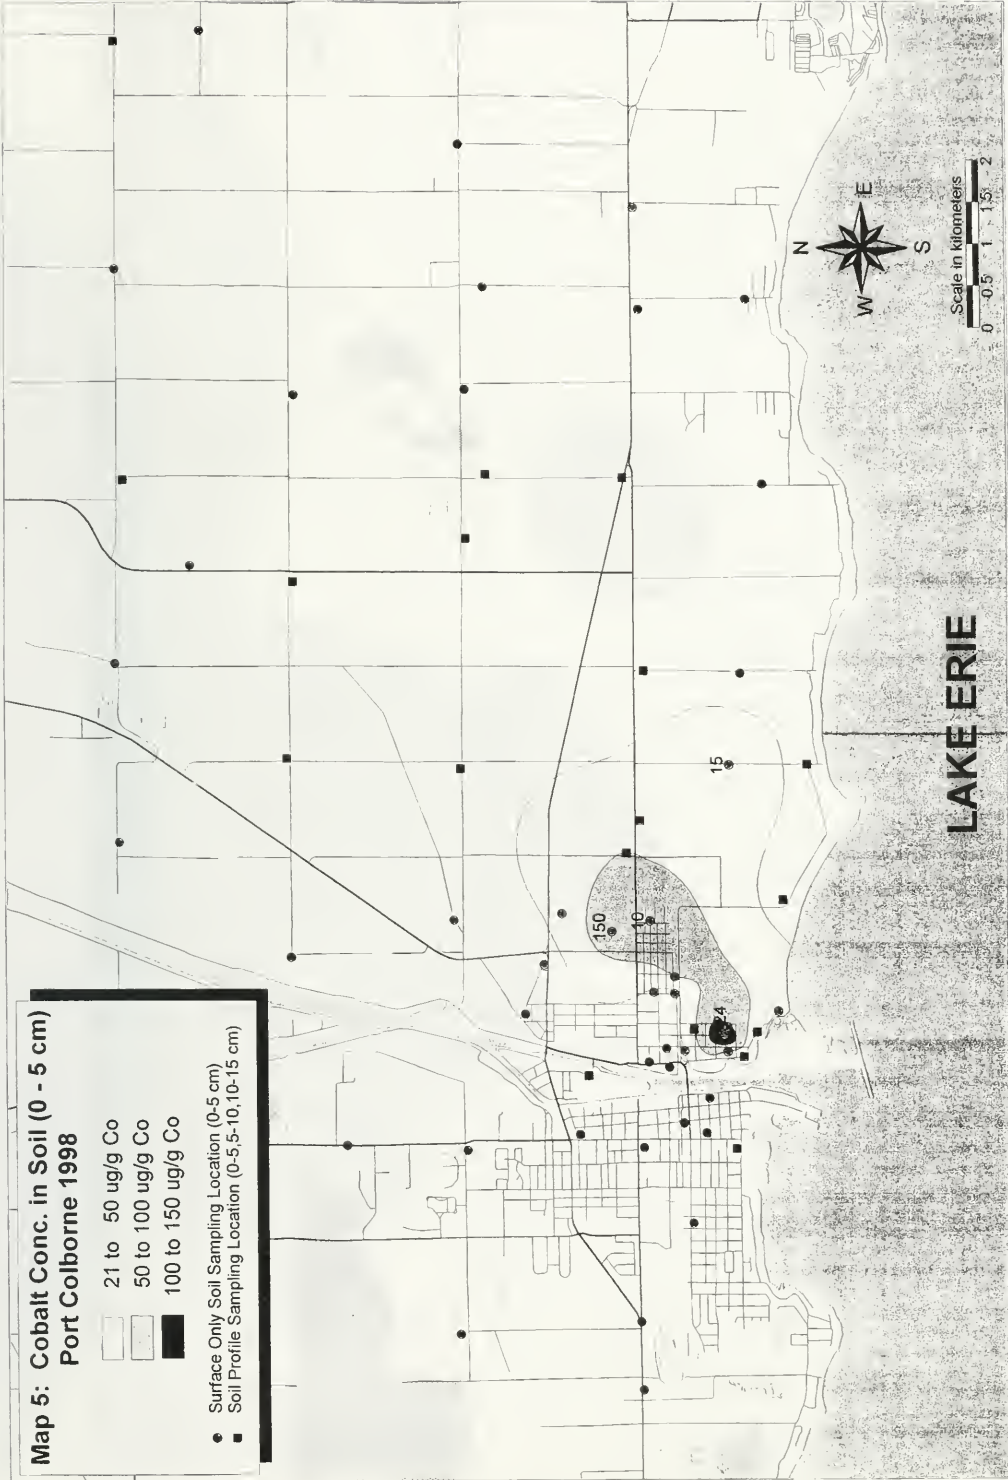 Map 5: Cobalt Conc. in Soil (0 - 5 cm)
Port Colborne 1998
21 to 50 ug/g Co
50 to 100 ug/g Co
100 to 150 ug/g Co
Surface Only Soil Sampling Location (0-5 cm)
Soil Profile Sampling Location (0-5,5-10,10-15 cm)
150
10
24
15
N
W
E
S
Scale in kilometers
0 0.5 1 1.5 2
LAKE ERIE